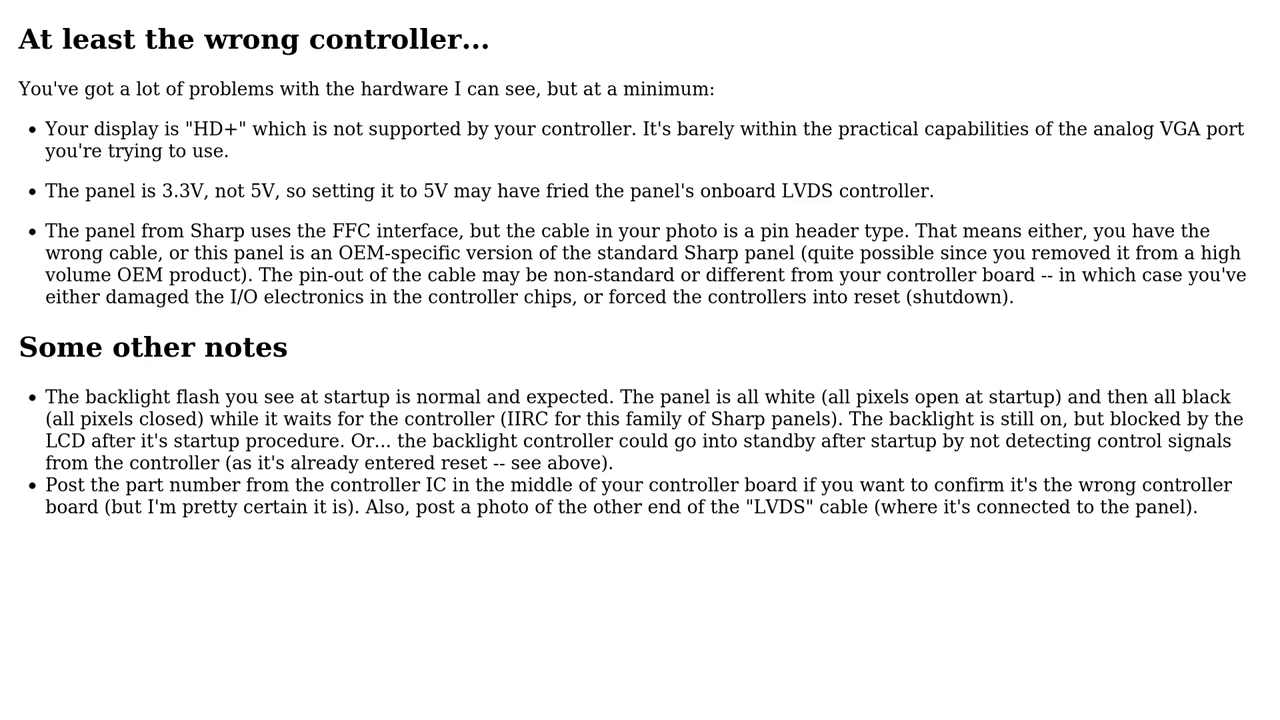 At least the wrong controller...
You've got a lot of problems with the hardware I can see, but at a minimum:
• Your display is "HD+" which is not supported by your controller. It's barely within the practical capabilities of the analog VGA port
you're trying to use.
• The panel is 3.3V, not 5V, so setting it to 5V may have fried the panel's onboard LVDS controller.
• The panel from Sharp uses the FFC interface, but the cable in your photo is a pin header type. That means either, you have the
wrong cable, or this panel is an OEM-specific version of the standard Sharp panel (quite possible since you removed it from a high
volume OEM product). The pin-out of the cable may be non-standard or different from your controller board -- in which case you've
either damaged the I/O electronics in the controller chips, or forced the controllers into reset (shutdown).
Some other notes
• The backlight flash you see at startup is normal and expected. The panel is all white (all pixels open at startup) and then all black
(all pixels closed) while it waits for the controller (IIRC for this family of Sharp panels). The backlight is still on, but blocked by the
LCD after it's startup procedure. Or... the backlight controller could go into standby after startup by not detecting control signals
from the controller (as it's already entered reset -- see above).
• Post the part number from the controller IC in the middle of your controller board if you want to confirm it's the wrong controller
board (but I'm pretty certain it is). Also, post a photo of the other end of the "LVDS" cable (where it's connected to the panel).